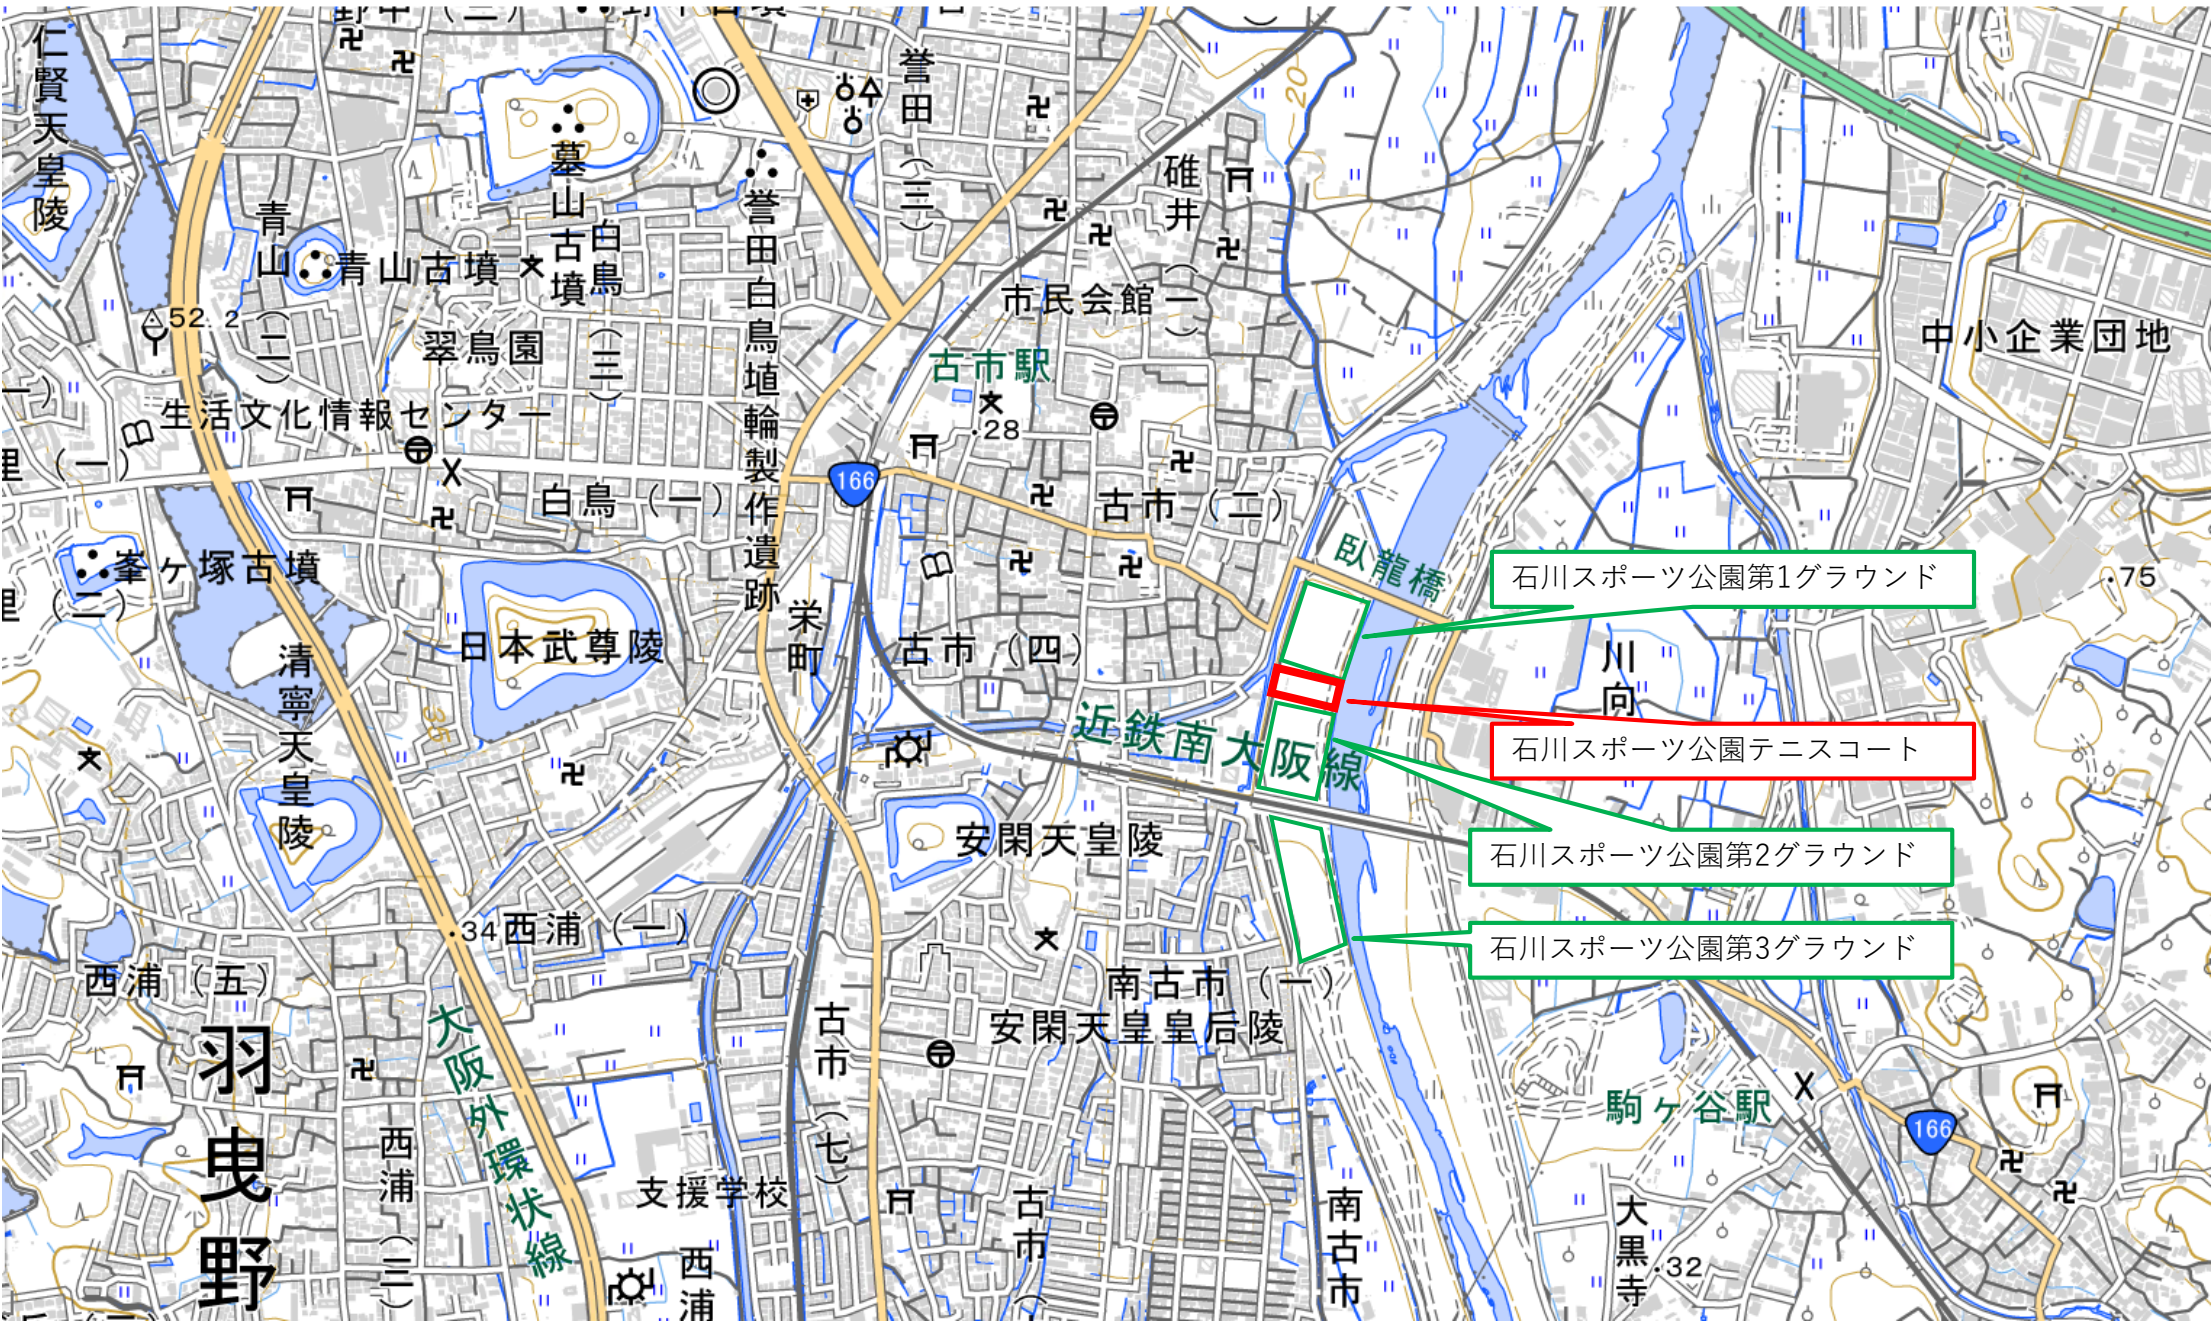 仁賢天皇陵
誉田(三)
碓井(一)
墓山古墳
青山(二)
青山古墳
白鳥(三)
誉田白鳥埴輪製作遺跡
市民会館
52.2
翠鳥園
古市駅
中小企業団地
生活文化情報センター
28
166
白鳥(一)
古市(二)
臥龍橋
峯ヶ塚古墳
石川スポーツ公園第1グラウンド
75
栄町
日本武尊陵
古市(四)
川向
清寧天皇陵
35
近鉄南大阪線
石川スポーツ公園テニスコート
安閑天皇陵
石川スポーツ公園第2グラウンド
34
西浦(一)
石川スポーツ公園第3グラウンド
西浦(五)
南古市(一)
安閑天皇皇后陵
大阪外環状線
古市(七)
羽曳野
駒ヶ谷駅
166
西浦(三)
支援学校
西浦
古市
南古市
大黒寺
32
20